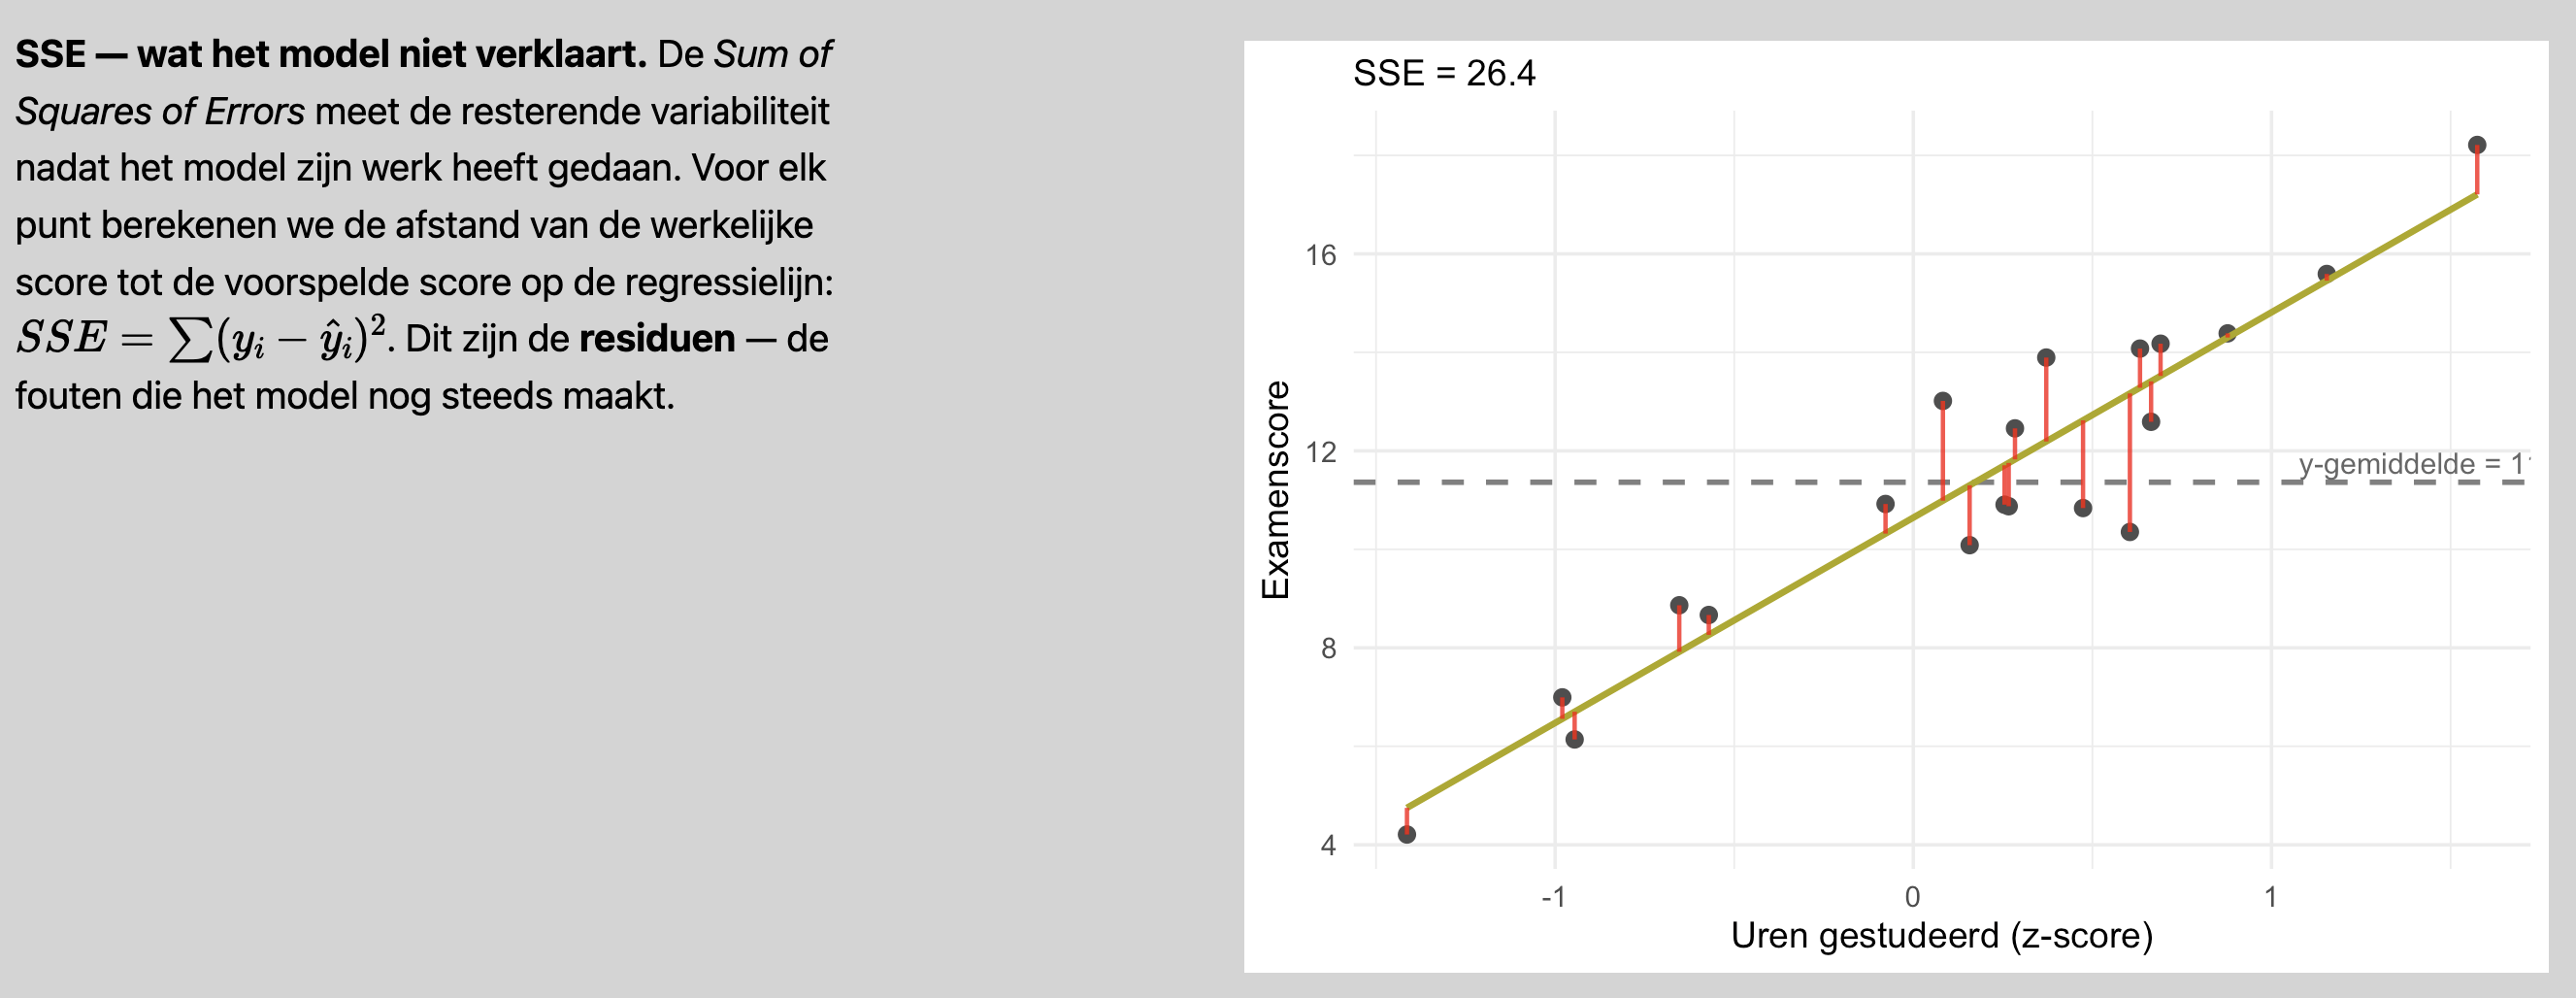 SSE — wat het model niet verklaart. De Sum of
Squares of Errors meet de resterende variabiliteit
nadat het model zijn werk heeft gedaan. Voor elk
punt berekenen we de afstand van de werkelijke
score tot de voorspelde score op de regressielijn:
SSE = ∑(yᵢ − ŷᵢ)². Dit zijn de residuen — de
fouten die het model nog steeds maakt.
SSE = 26.4
Examenscore
16
12
8
4
y-gemiddelde = 1
-1 0 1
Uren gestudeerd (z-score)